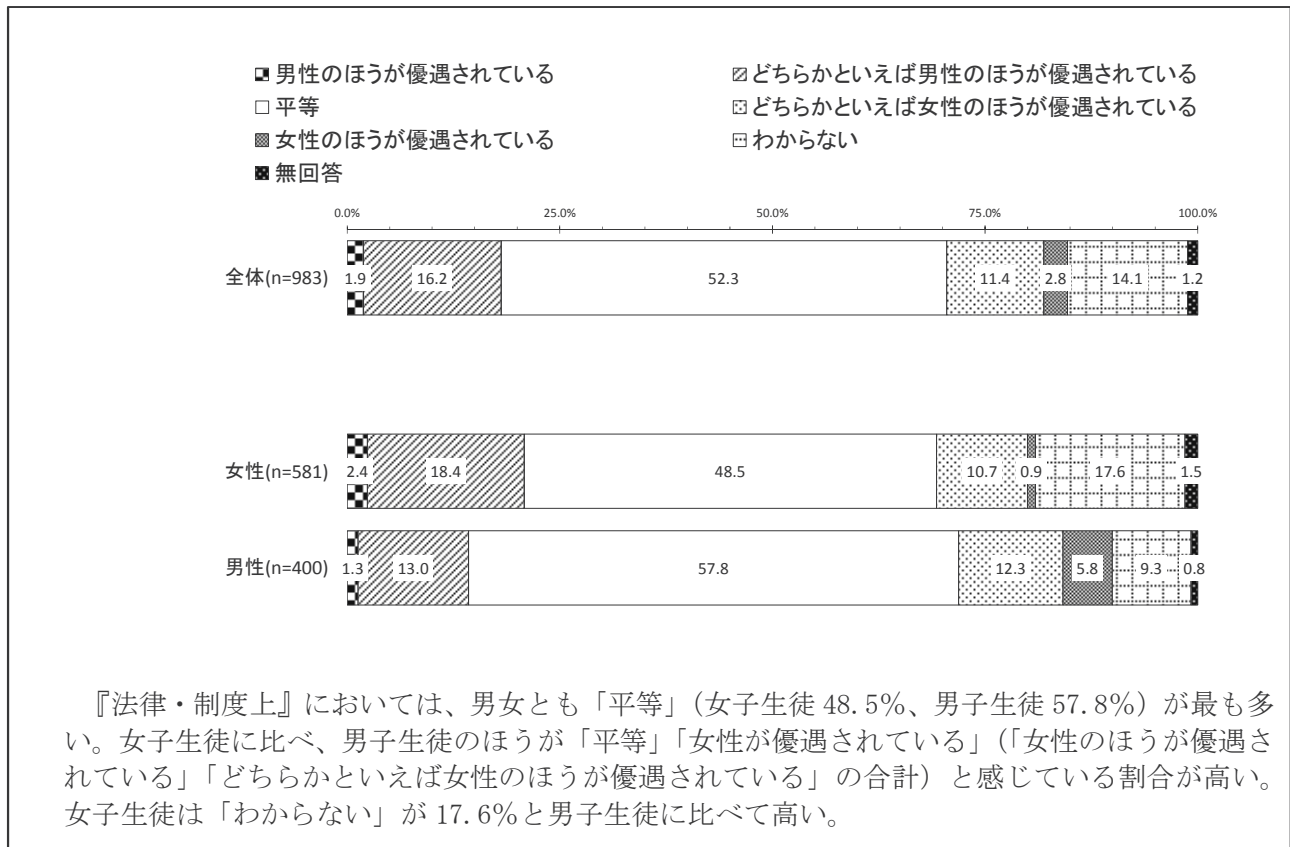 男性のほうが優遇されている
どちらかといえば男性のほうが優遇されている
平等
どちらかといえば女性のほうが優遇されている
女性のほうが優遇されている
わからない
無回答
0.0% 25.0% 50.0% 75.0% 100.0%
全体(n=983) 1.9 16.2 52.3 11.4 2.8 14.1 1.2
女性(n=581) 2.4 18.4 48.5 10.7 0.9 17.6 1.5
男性(n=400) 1.3 13.0 57.8 12.3 5.8 9.3 0.8
『法律・制度上』においては、男女とも「平等」（女子生徒 48.5％、男子生徒 57.8％）が最も多
い。女子生徒に比べ、男子生徒のほうが「平等」「女性が優遇されている」（「女性のほうが優遇さ
れている」「どちらかといえば女性のほうが優遇されている」の合計）と感じている割合が高い。
女子生徒は「わからない」が 17.6％と男子生徒に比べて高い。